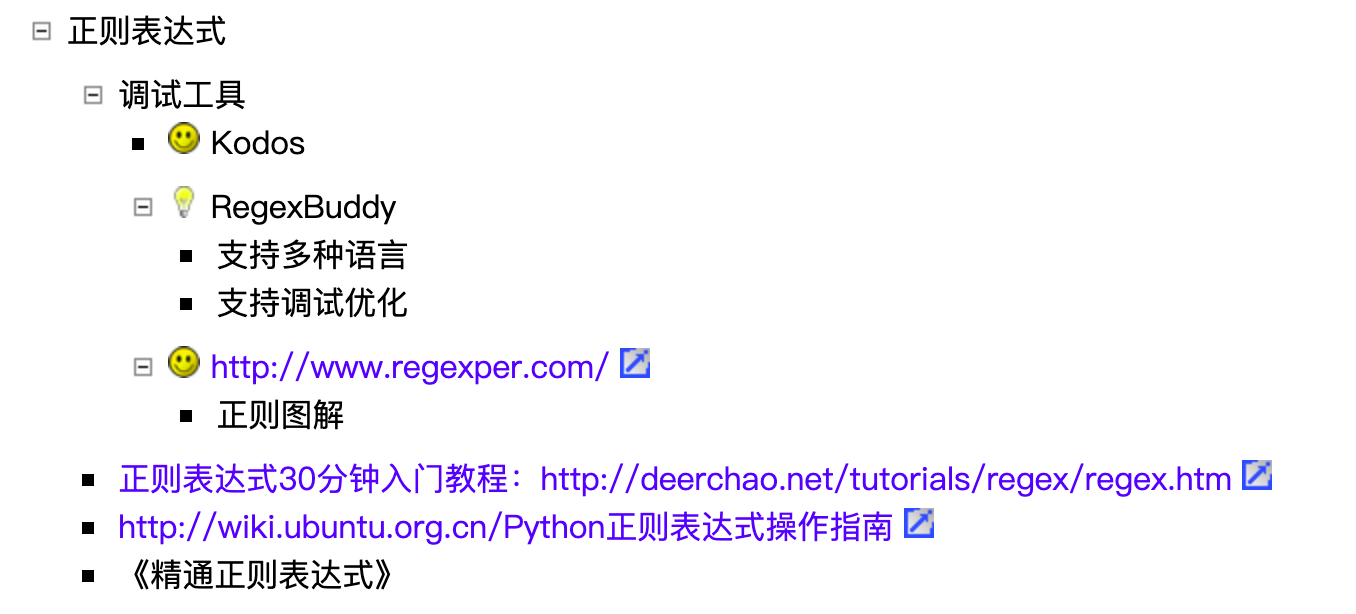 正则表达式
调试工具
Kodos
RegexBuddy
支持多种语言
支持调试优化
http://www.regexper.com/
正则图解
正则表达式30分钟入门教程：http://deerchao.net/tutorials/regex/regex.htm
http://wiki.ubuntu.org.cn/Python正则表达式操作指南
《精通正则表达式》